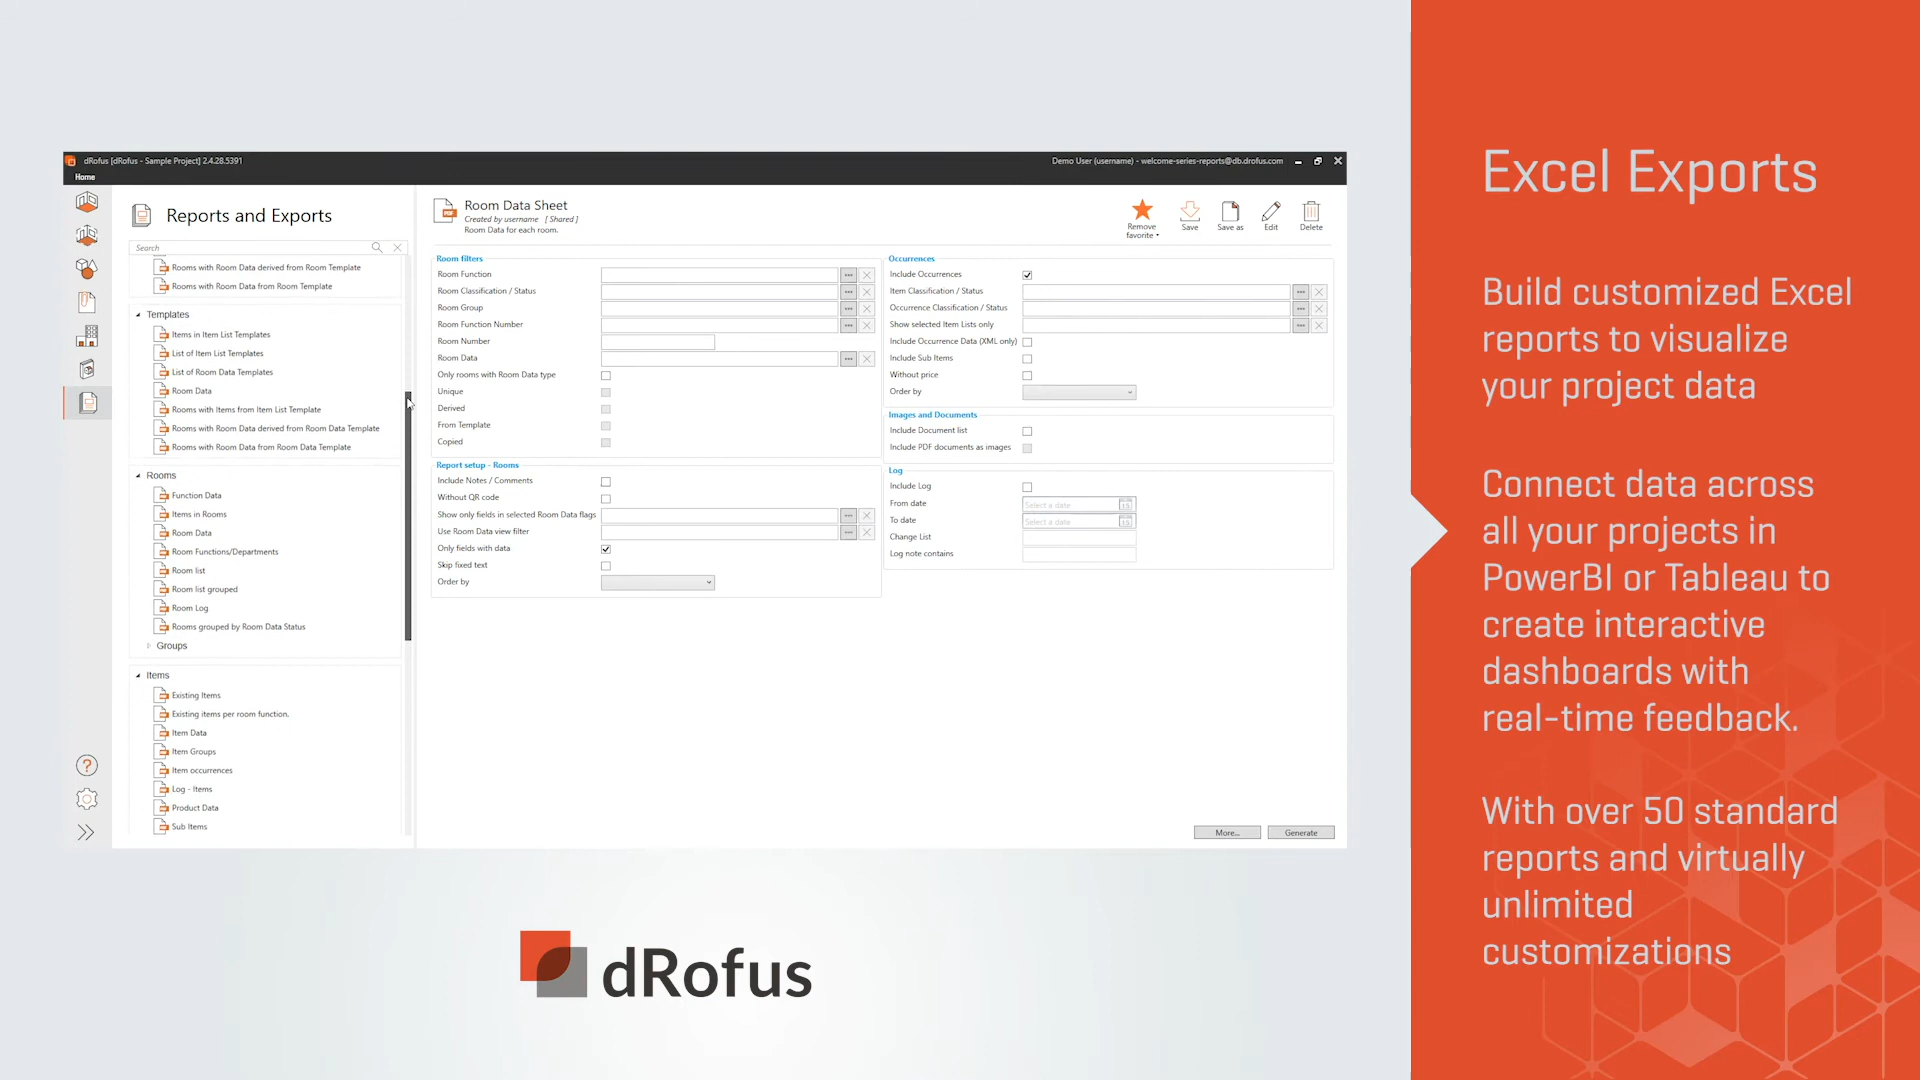 dRofus [dRofus - Sample Project] 2.4.28.5391
Demo User (username) - welcome-series-reports@db.drofus.com
Home
Reports and Exports
Search
Rooms with Room Data derived from Room Template
Rooms with Room Data from Room Template
Templates
Items in Item List Templates
List of Item List Templates
List of Room Data Templates
Room Data
Rooms with Items from Item List Template
Rooms with Room Data derived from Room Data Template
Rooms with Room Data from Room Data Template
Rooms
Function Data
Items in Rooms
Room Data
Room Functions/Departments
Room list
Room list grouped
Room Log
Rooms grouped by Room Data Status
Groups
Items
Existing Items
Existing items per room function.
Item Data
Item Groups
Item occurrences
Log - Items
Product Data
Sub Items
Room Data Sheet
Created by username [ Shared ]
Room Data for each room.
Remove favorite
Save
Save as
Edit
Delete
Room filters
Room Function
Room Classification / Status
Room Group
Room Function Number
Room Number
Room Data
Only rooms with Room Data type
Unique
Derived
From Template
Copied
Report setup - Rooms
Include Notes / Comments
Without QR code
Show only fields in selected Room Data flags
Use Room Data view filter
Only fields with data
Skip fixed text
Order by
Occurrences
Include Occurrences
Item Classification / Status
Occurrence Classification / Status
Show selected Item Lists only
Include Occurrence Data (XML only)
Include Sub Items
Without price
Order by
Images and Documents
Include Document list
Include PDF documents as images
Log
Include Log
From date
Select a date
15
To date
Select a date
15
Change List
Log note contains
More...
Generate
dRofus
Excel Exports
Build customized Excel
reports to visualize
your project data
Connect data across
all your projects in
PowerBI or Tableau to
create interactive
dashboards with
real-time feedback.
With over 50 standard
reports and virtually
unlimited
customizations